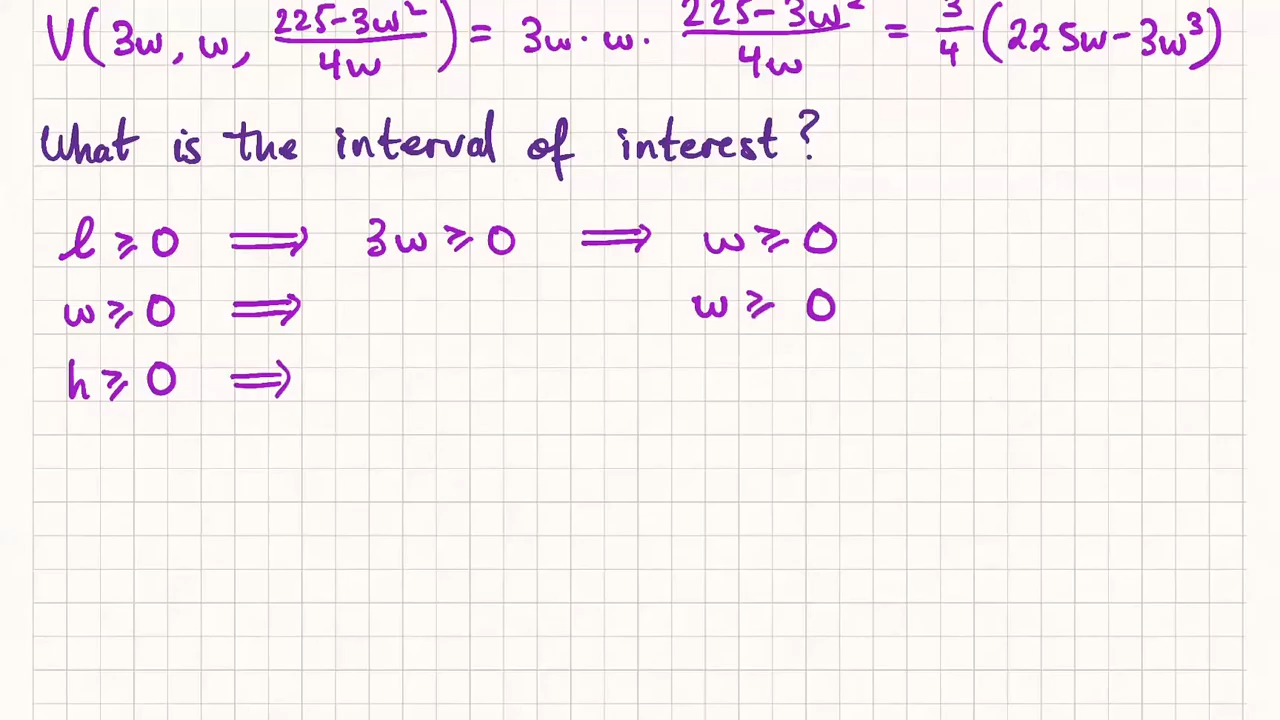 V(3w, w, (225-3w²)/(4w)) = 3w · w · (225-3w²)/(4w) = 3/4 (225w-3w³)
What is the interval of interest?
l ⩾ 0 ⟹ 3w ⩾ 0 ⟹ w ⩾ 0
w ⩾ 0 ⟹ w ⩾ 0
h ⩾ 0 ⟹